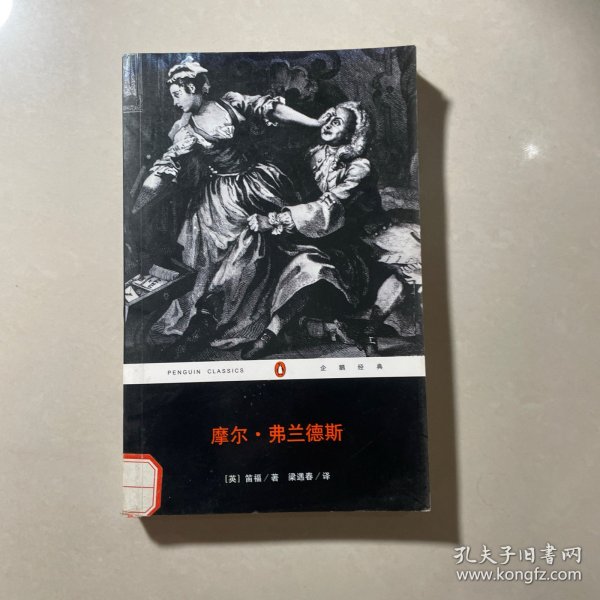 PENGUIN CLASSICS 企鹅经典
摩尔·弗兰德斯
[英] 笛福/著 梁遇春/译
孔夫子旧书网
www.kongfz.com